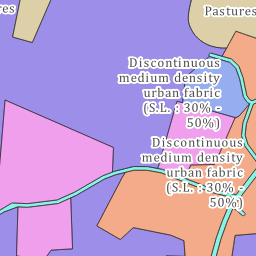 res
Pastures
Discontinuous
medium density
urban fabric
(S.L. : 30% -
50%)
Discontinuous
medium density
urban fabric
(S.L. : 30% -
50%)